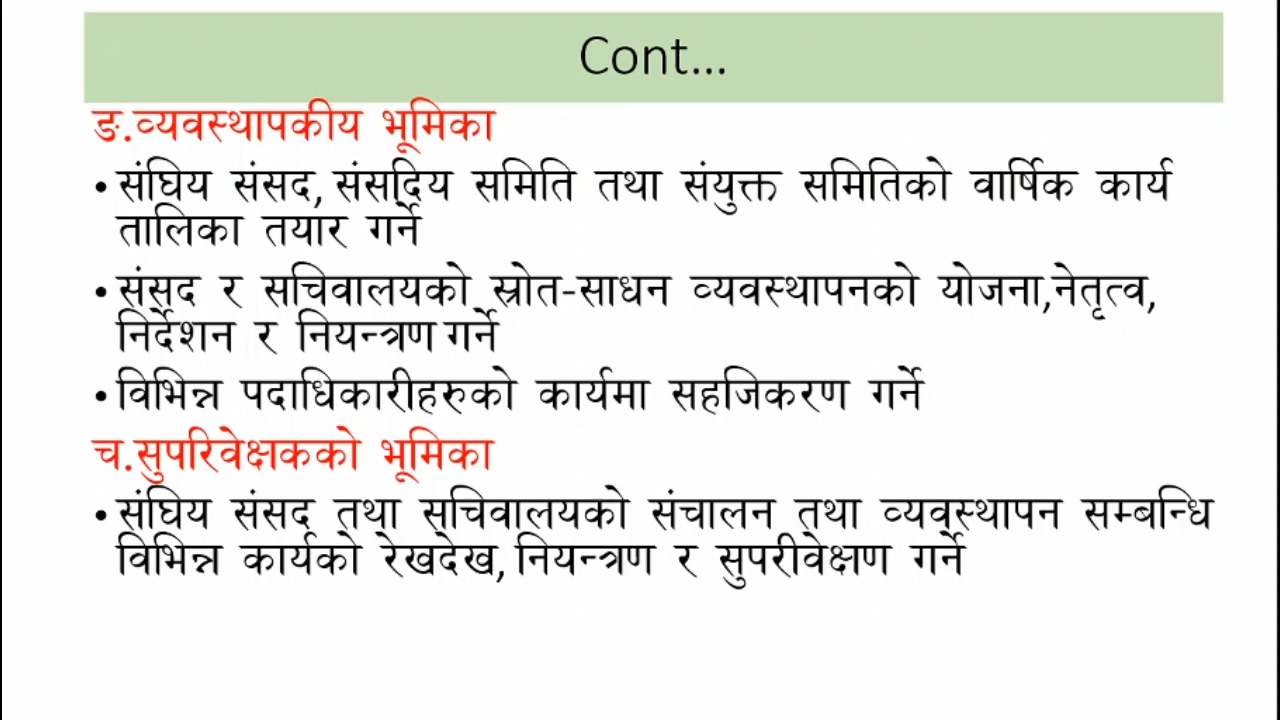 Cont...
ङ.व्यवस्थापकीय भूमिका
• संघिय संसद, संसदिय समिति तथा संयुक्त समितिको वार्षिक कार्य
तालिका तयार गर्ने
• संसद र सचिवालयको स्रोत-साधन व्यवस्थापनको योजना,नेतृत्व,
निर्देशन र नियन्त्रण गर्ने
• विभिन्न पदाधिकारीहरुको कार्यमा सहजिकरण गर्ने
च.सुपरिवेक्षकको भूमिका
• संघिय संसद तथा सचिवालयको संचालन तथा व्यवस्थापन सम्बन्धि
विभिन्न कार्यको रेखदेख, नियन्त्रण र सुपरीवेक्षण गर्ने